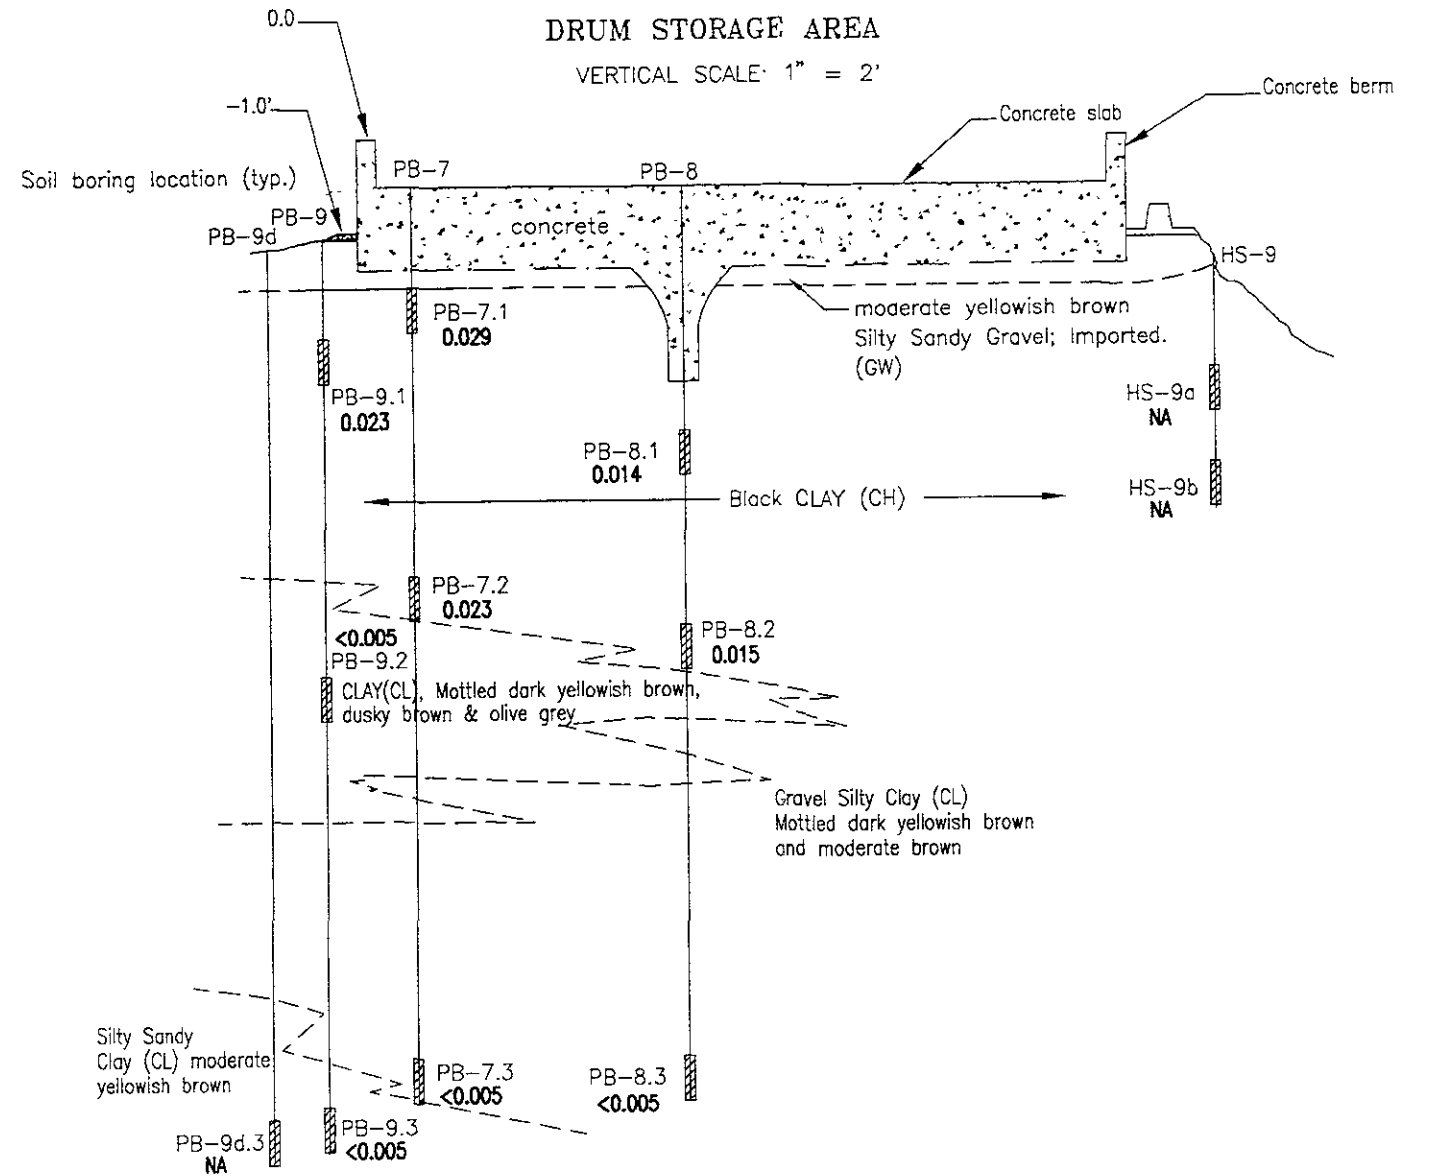 DRUM STORAGE AREA
VERTICAL SCALE: 1" = 2'
0.0
-1.0'
Concrete berm
Concrete slab
Soil boring location (typ.)
PB-7
PB-8
PB-9
PB-9d
concrete
HS-9
PB-7.1
0.029
moderate yellowish brown
Silty Sandy Gravel; Imported.
(GW)
PB-9.1
0.023
HS-9a
NA
PB-8.1
0.014
Black CLAY (CH)
HS-9b
NA
PB-7.2
0.023
<0.005
PB-9.2
PB-8.2
0.015
CLAY(CL), Mottled dark yellowish brown,
dusky brown & olive grey
Gravel Silty Clay (CL)
Mottled dark yellowish brown
and moderate brown
Silty Sandy
Clay (CL) moderate
yellowish brown
PB-7.3
<0.005
PB-8.3
<0.005
PB-9d.3
NA
PB-9.3
<0.005